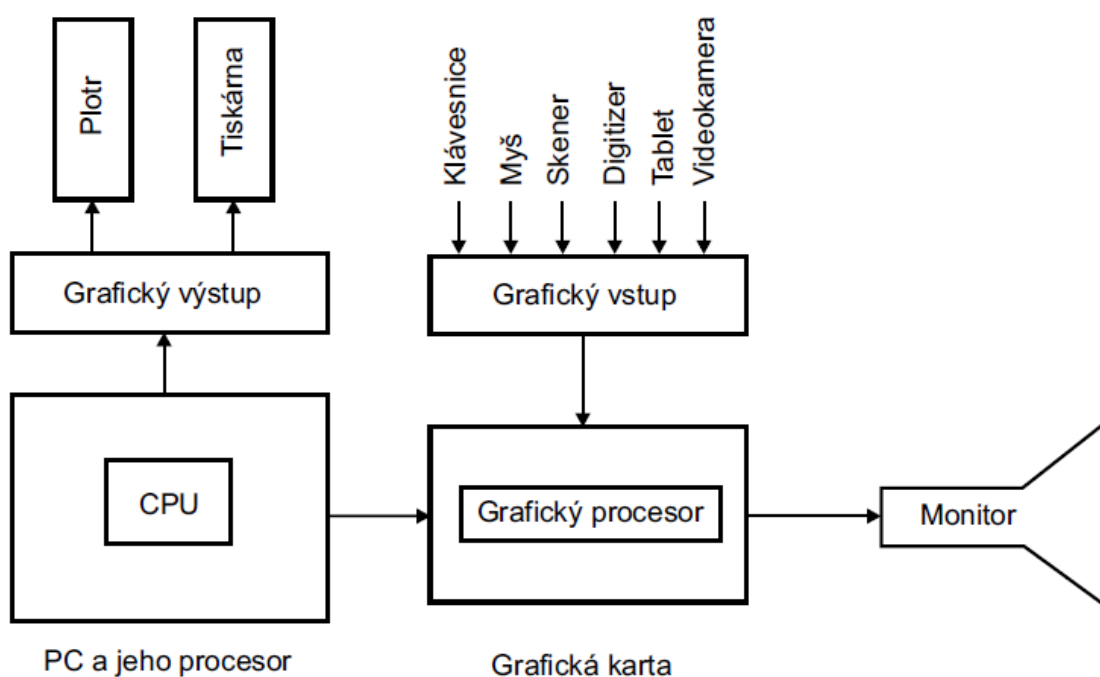 Plotr
Tiskárna
Klávesnice
Myš
Skener
Digitizer
Tablet
Videokamera
Grafický výstup
Grafický vstup
CPU
Grafický procesor
Monitor
PC a jeho procesor
Grafická karta